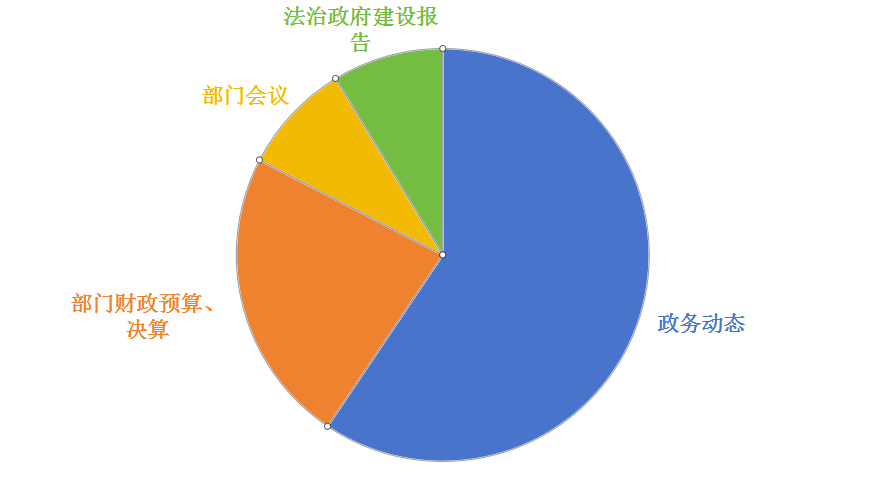 法治政府建设报
告
部门会议
部门财政预算、
决算
政务动态